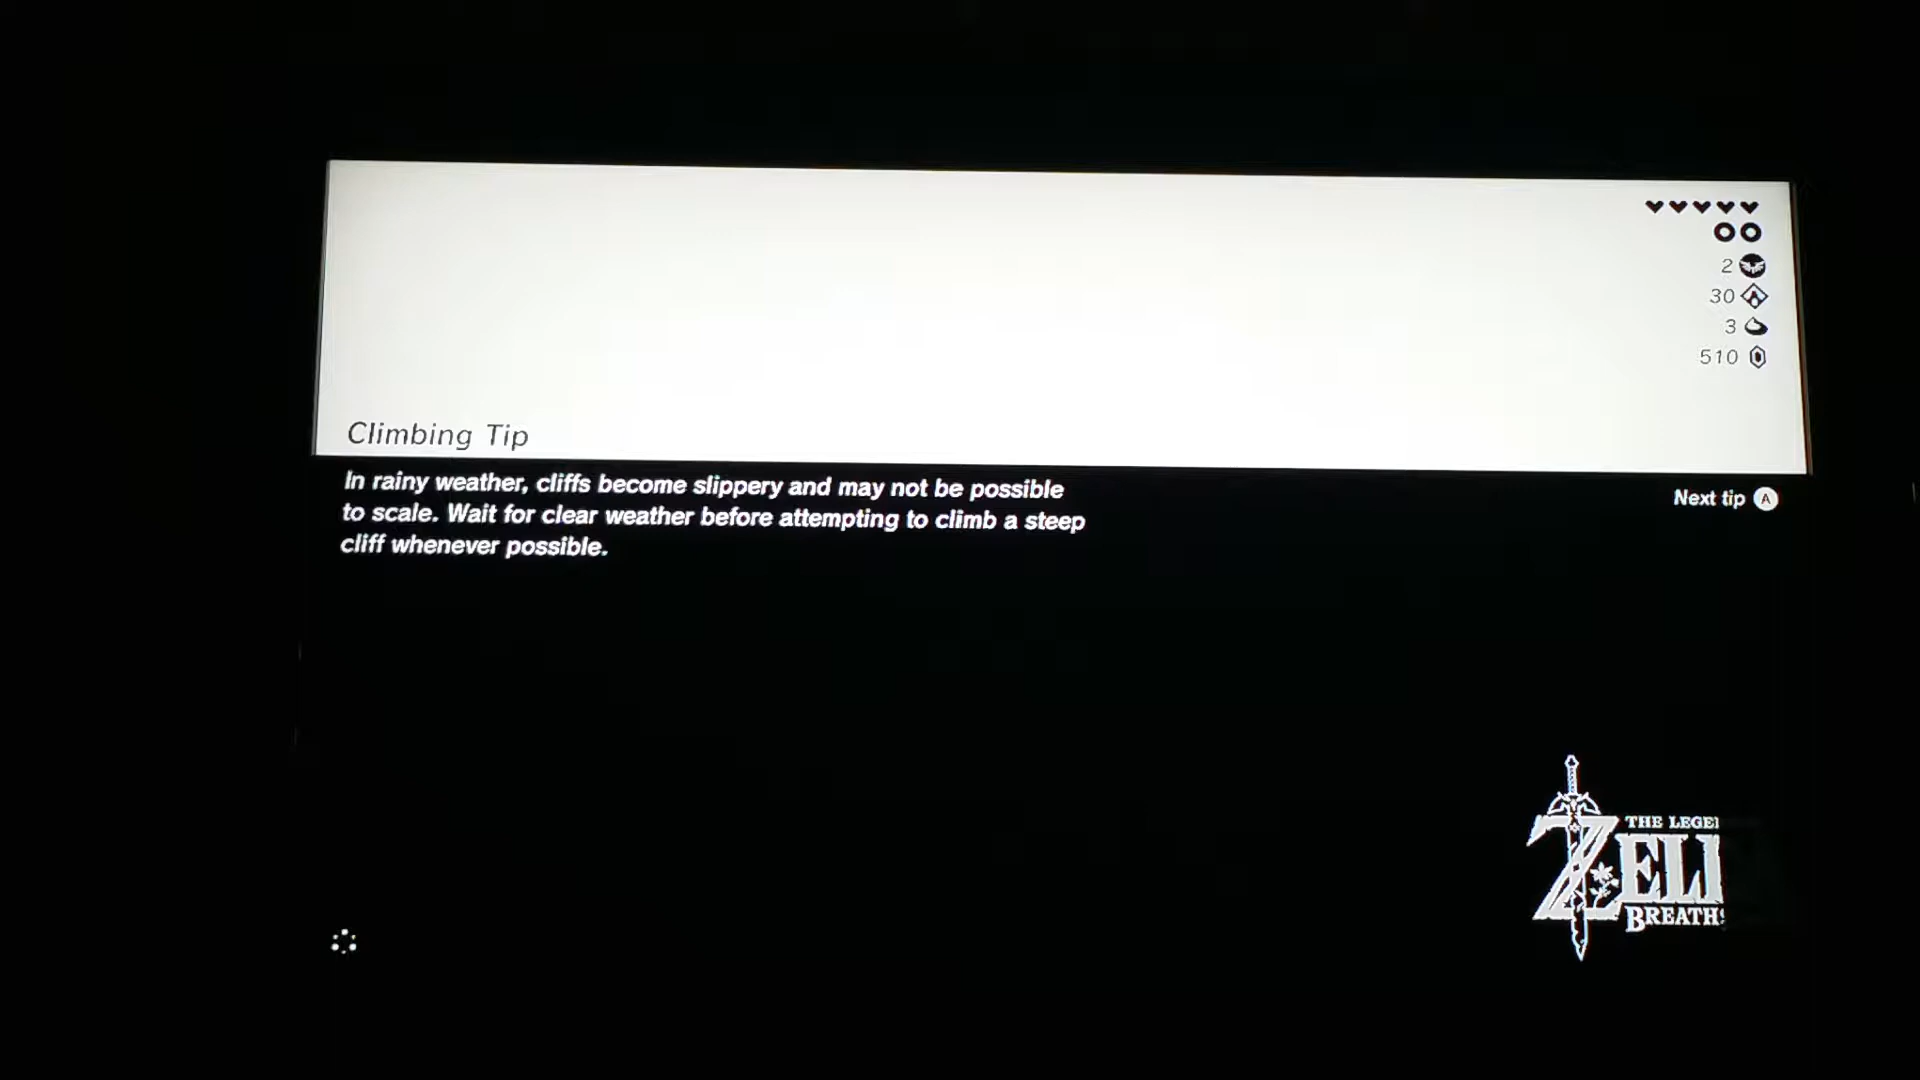 2
30
3
510
Climbing Tip
In rainy weather, cliffs become slippery and may not be possible
to scale. Wait for clear weather before attempting to climb a steep
cliff whenever possible.
Next tip A
THE LEGE
ZEL
BREATH